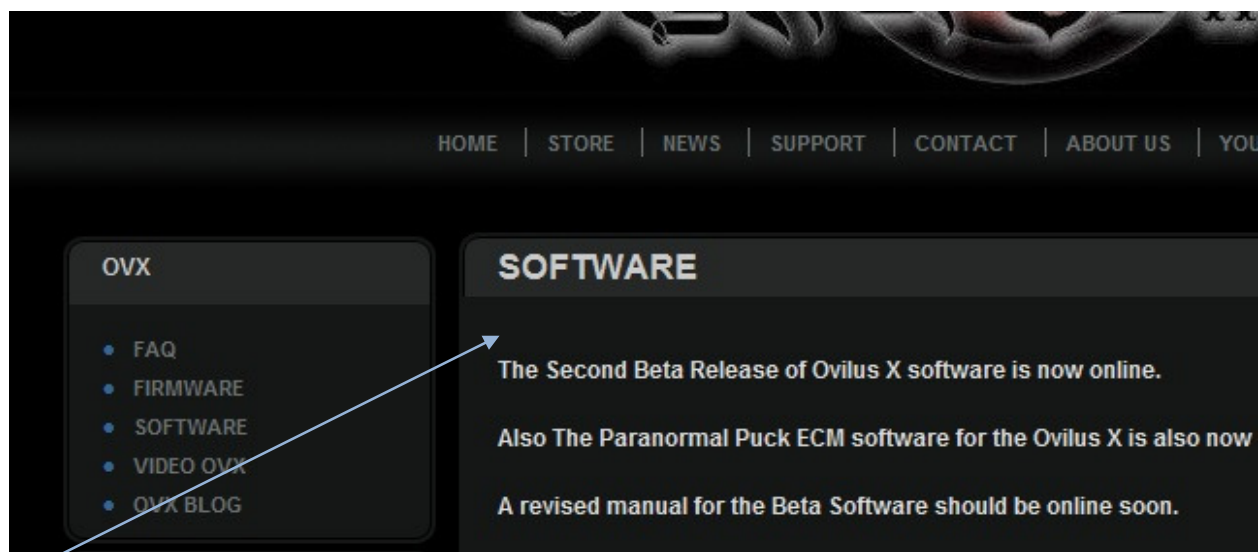 HOME | STORE | NEWS | SUPPORT | CONTACT | ABOUT US | YOU
OVX
FAQ
FIRMWARE
SOFTWARE
VIDEO OVX
OVX BLOG
SOFTWARE
The Second Beta Release of Ovilus X software is now online.
Also The Paranormal Puck ECM software for the Ovilus X is also now
A revised manual for the Beta Software should be online soon.